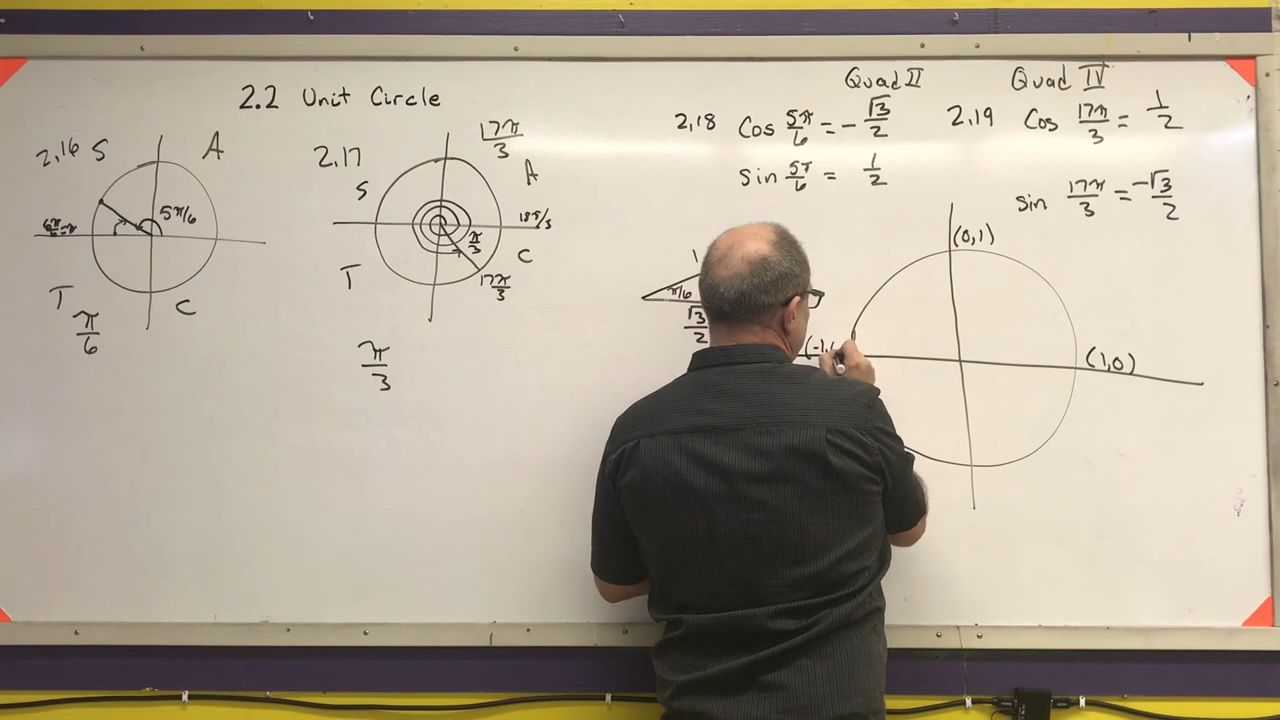 2.2 Unit Circle
2,16 S A
5π/6
T C
π/6
2,17
17π/3
S A
18π/3
π/3
T C
17π/3
π/3
Quad II
2,18 Cos 5π/6 = -√3/2
sin 5π/6 = 1/2
Quad IV
2,19 Cos 17π/3 = 1/2
sin 17π/3 = -√3/2
1
π/6
√3/2
(0,1)
(-1,
(1,0)